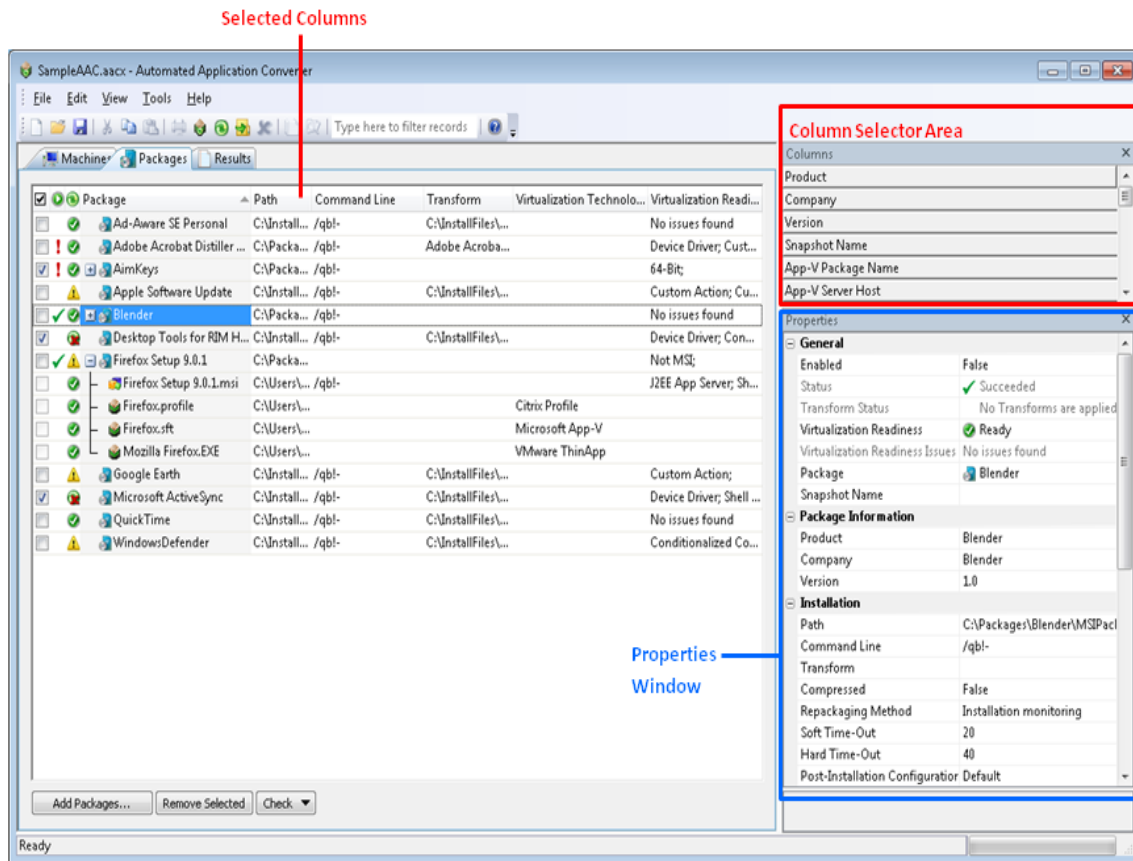 Selected Columns
SampleAAC.aacx - Automated Application Converter
File Edit View Tools Help
Type here to filter records
Column Selector Area
Machines Packages Results
Columns
Product
Company
Version
Snapshot Name
App-V Package Name
App-V Server Host
Package Path Command Line Transform Virtualization Technolo... Virtualization Readi...
Ad-Aware SE Personal C:\Install... /qb!- C:\InstallFiles\... No issues found
Adobe Acrobat Distiller ... C:\Packa... /qb!- Adobe Acroba... Device Driver; Cust...
AimKeys C:\Packa... /qb!- 64-Bit;
Apple Software Update C:\Install... /qb!- C:\InstallFiles\... Custom Action; Cu...
Blender C:\Packa... /qb!- No issues found
Desktop Tools for RIM H... C:\Install... /qb!- C:\InstallFiles\... Device Driver; Con...
Firefox Setup 9.0.1 C:\Packa... Not MSI;
Firefox Setup 9.0.1.msi C:\Users\... /qb!- J2EE App Server; Sh...
Firefox.profile C:\Users\... Citrix Profile
Firefox.sft C:\Users\... Microsoft App-V
Mozilla Firefox.EXE C:\Users\... VMware ThinApp
Google Earth C:\Install... /qb!- C:\InstallFiles\... Custom Action;
Microsoft ActiveSync C:\Install... /qb!- C:\InstallFiles\... Device Driver; Shell ...
QuickTime C:\Install... /qb!- C:\InstallFiles\... No issues found
WindowsDefender C:\Install... /qb!- C:\InstallFiles\... Conditionalized Co...
Properties
General
Enabled False
Status Succeeded
Transform Status No Transforms are applied
Virtualization Readiness Ready
Virtualization Readiness Issues No issues found
Package Blender
Snapshot Name
Package Information
Product Blender
Company Blender
Version 1.0
Installation
Path C:\Packages\Blender\MSIPacl
Command Line /qb!-
Transform
Compressed False
Repackaging Method Installation monitoring
Soft Time-Out 20
Hard Time-Out 40
Post-Installation Configuration Default
Properties
Window
Add Packages... Remove Selected Check
Ready